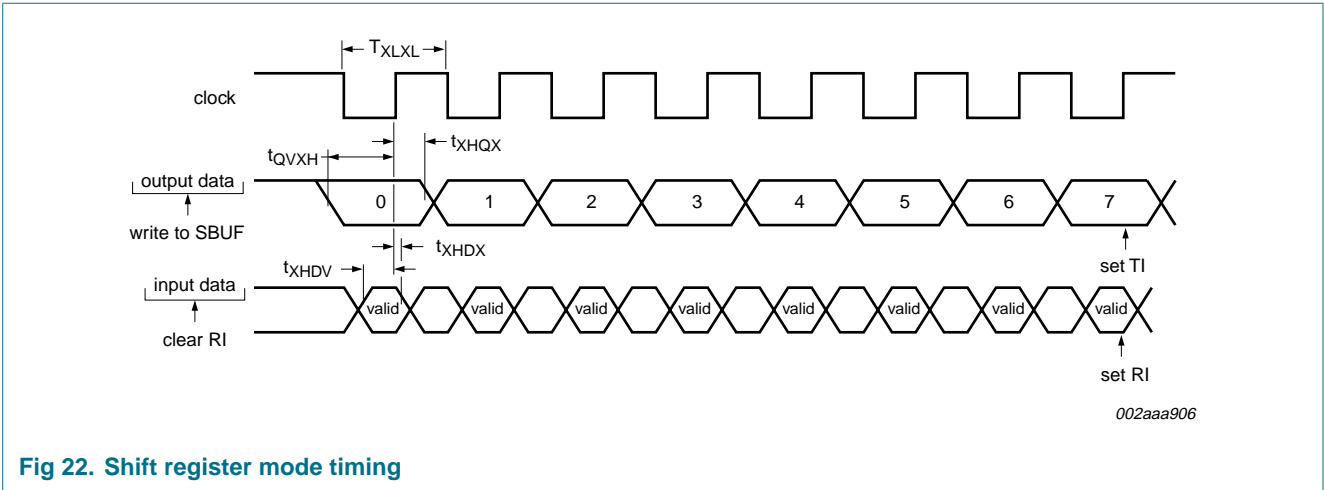 TXLXL
clock
tXHQX
tQVXH
output data
0 1 2 3 4 5 6 7
write to SBUF
tXHDX
set TI
tXHDV
input data
valid valid valid valid valid valid valid valid
clear RI
set RI
002aaa906
Fig 22. Shift register mode timing